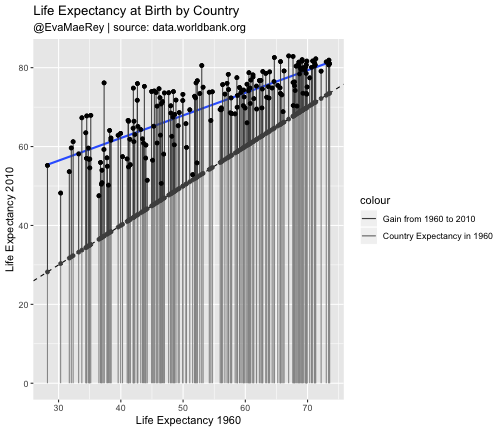 Life Expectancy at Birth by Country
@EvaMaeRey | source: data.worldbank.org
80
60
40
20
0
Life Expectancy 2010
30 40 50 60 70
Life Expectancy 1960
colour
Gain from 1960 to 2010
Country Expectancy in 1960